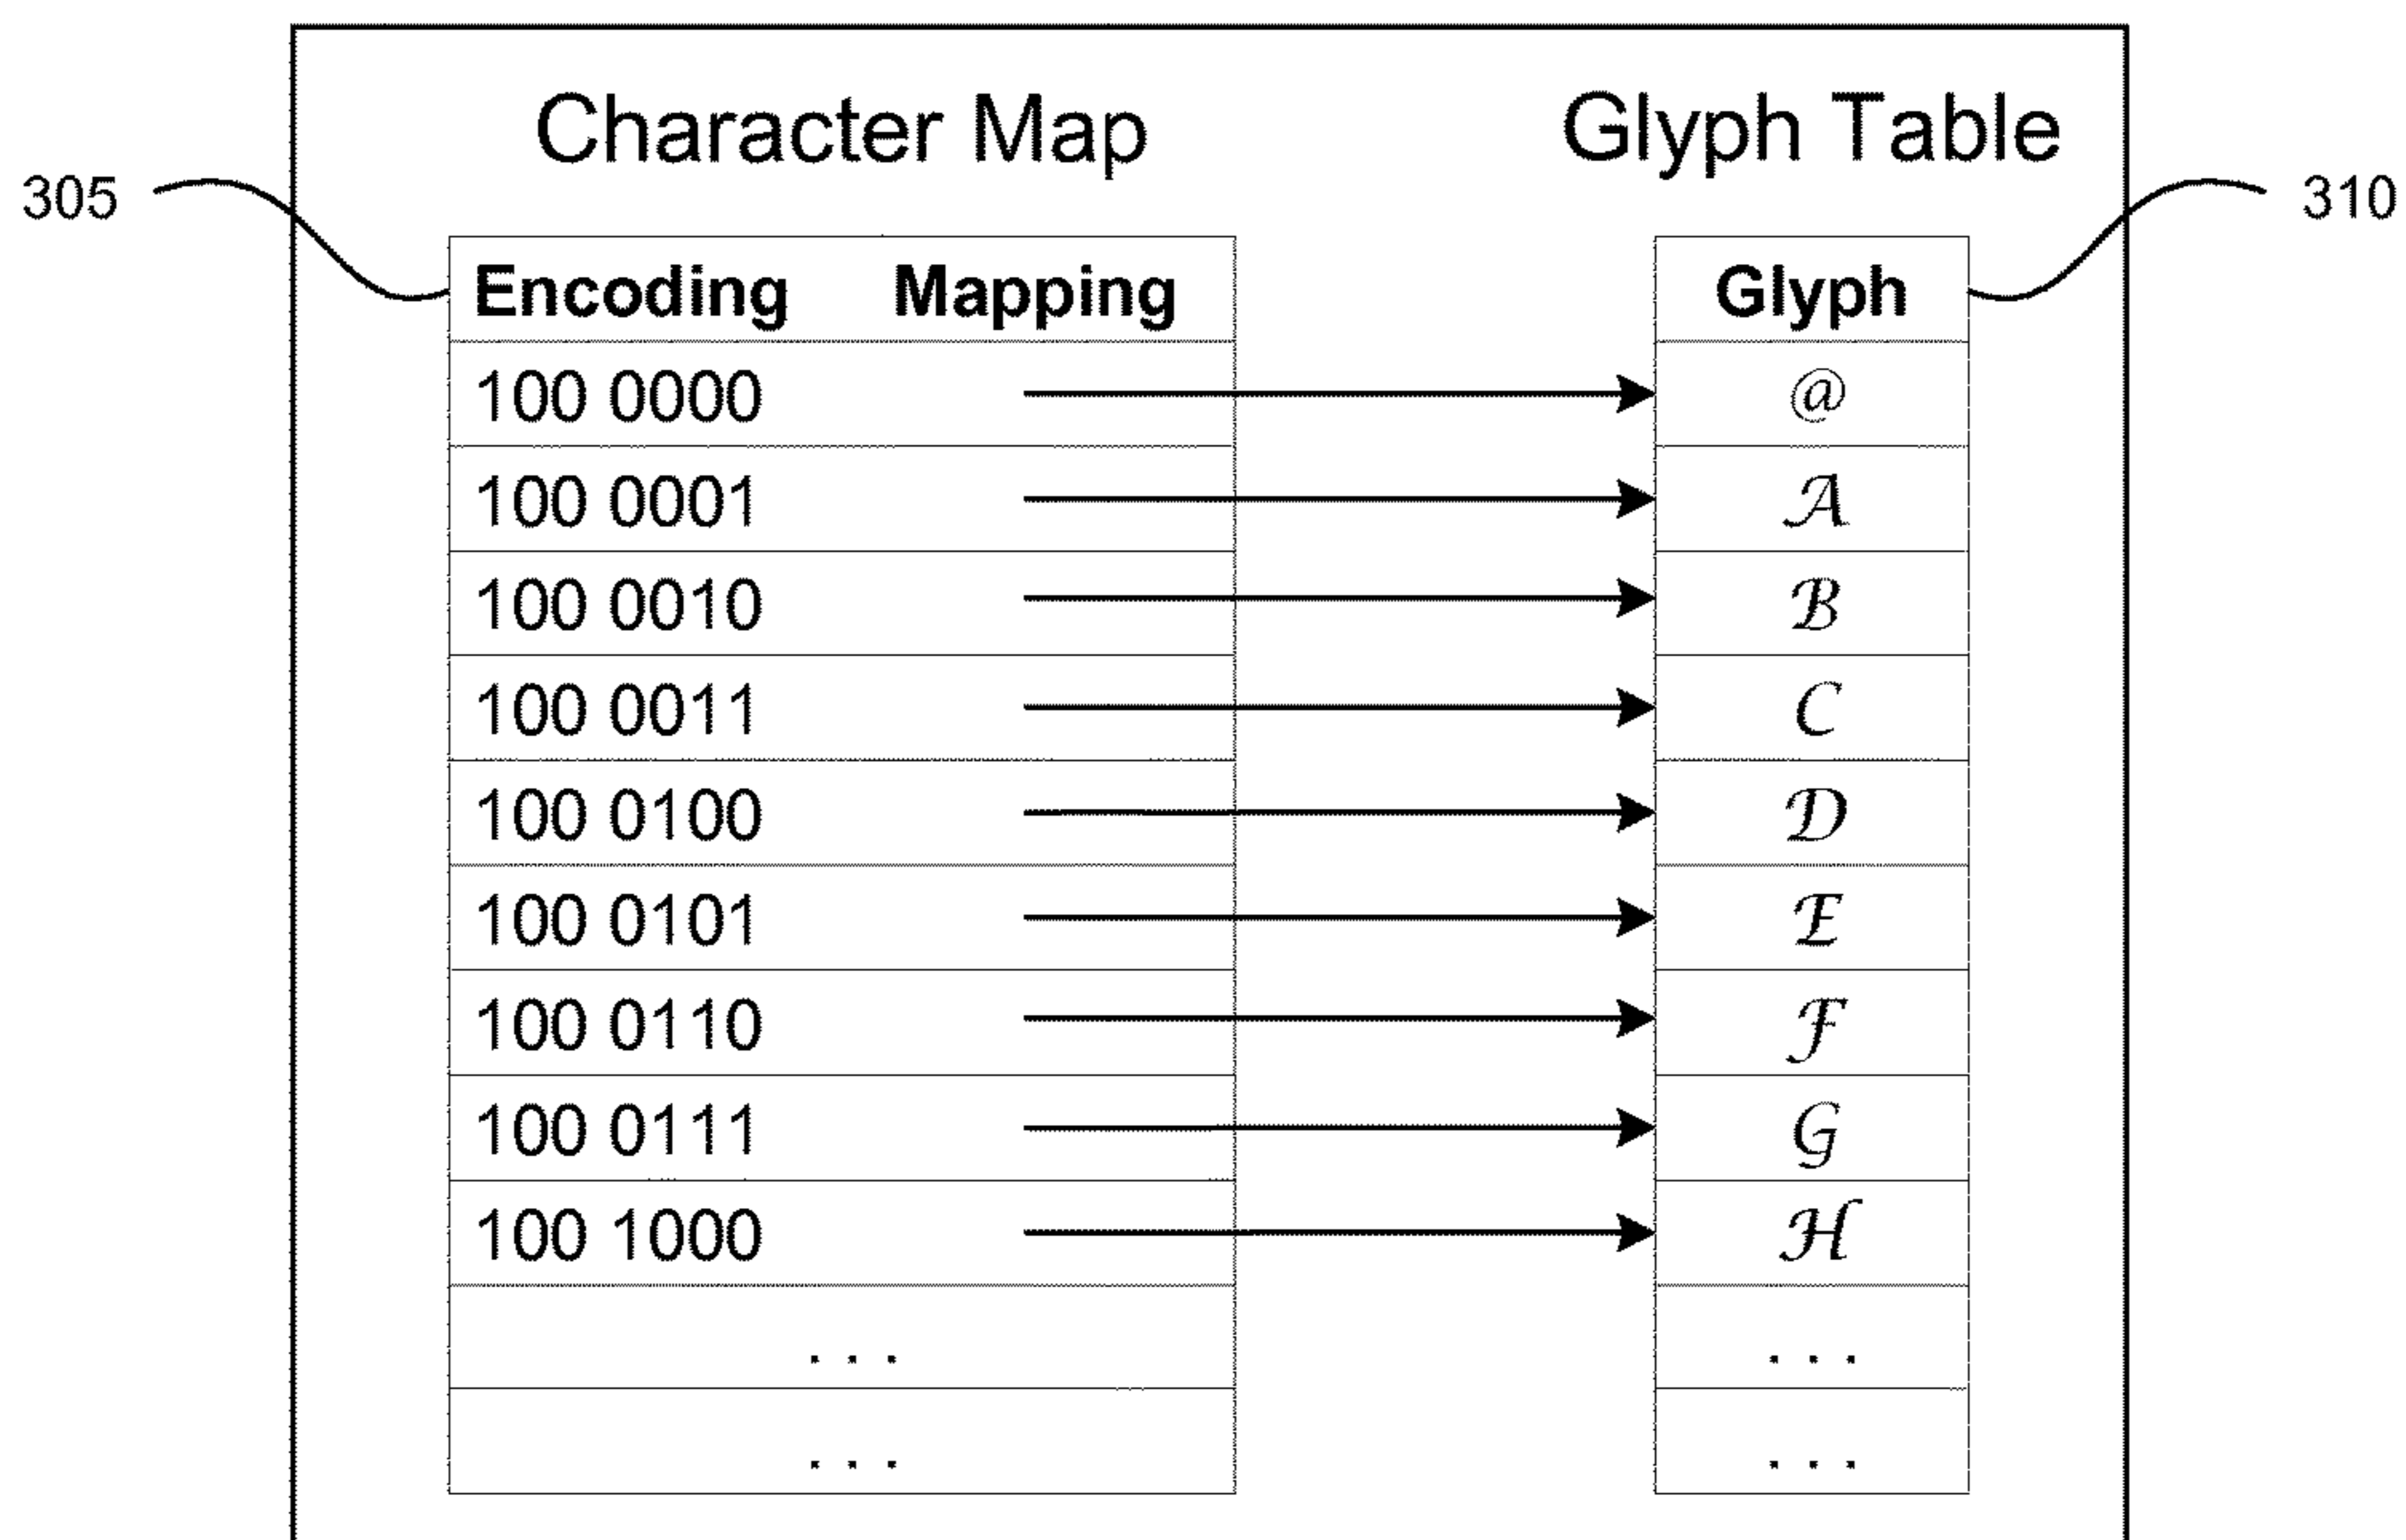 Character Map Glyph Table
305 310
Encoding Mapping Glyph
100 0000 @
100 0001 A
100 0010 B
100 0011 C
100 0100 D
100 0101 E
100 0110 F
100 0111 G
100 1000 H
. . . . . .
. . . . . .